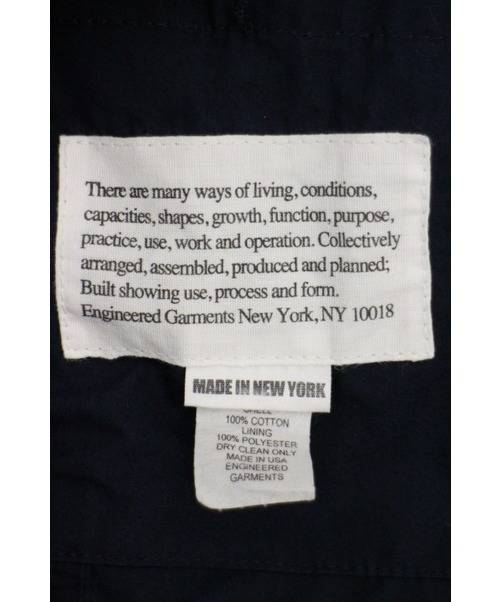 There are many ways of living, conditions,
capacities, shapes, growth, function, purpose,
practice, use, work and operation. Collectively
arranged, assembled, produced and planned;
Built showing use, process and form.
Engineered Garments New York, NY 10018
MADE IN NEW YORK
SHELL
100% COTTON
LINING
100% POLYESTER
DRY CLEAN ONLY
MADE IN USA
ENGINEERED
GARMENTS